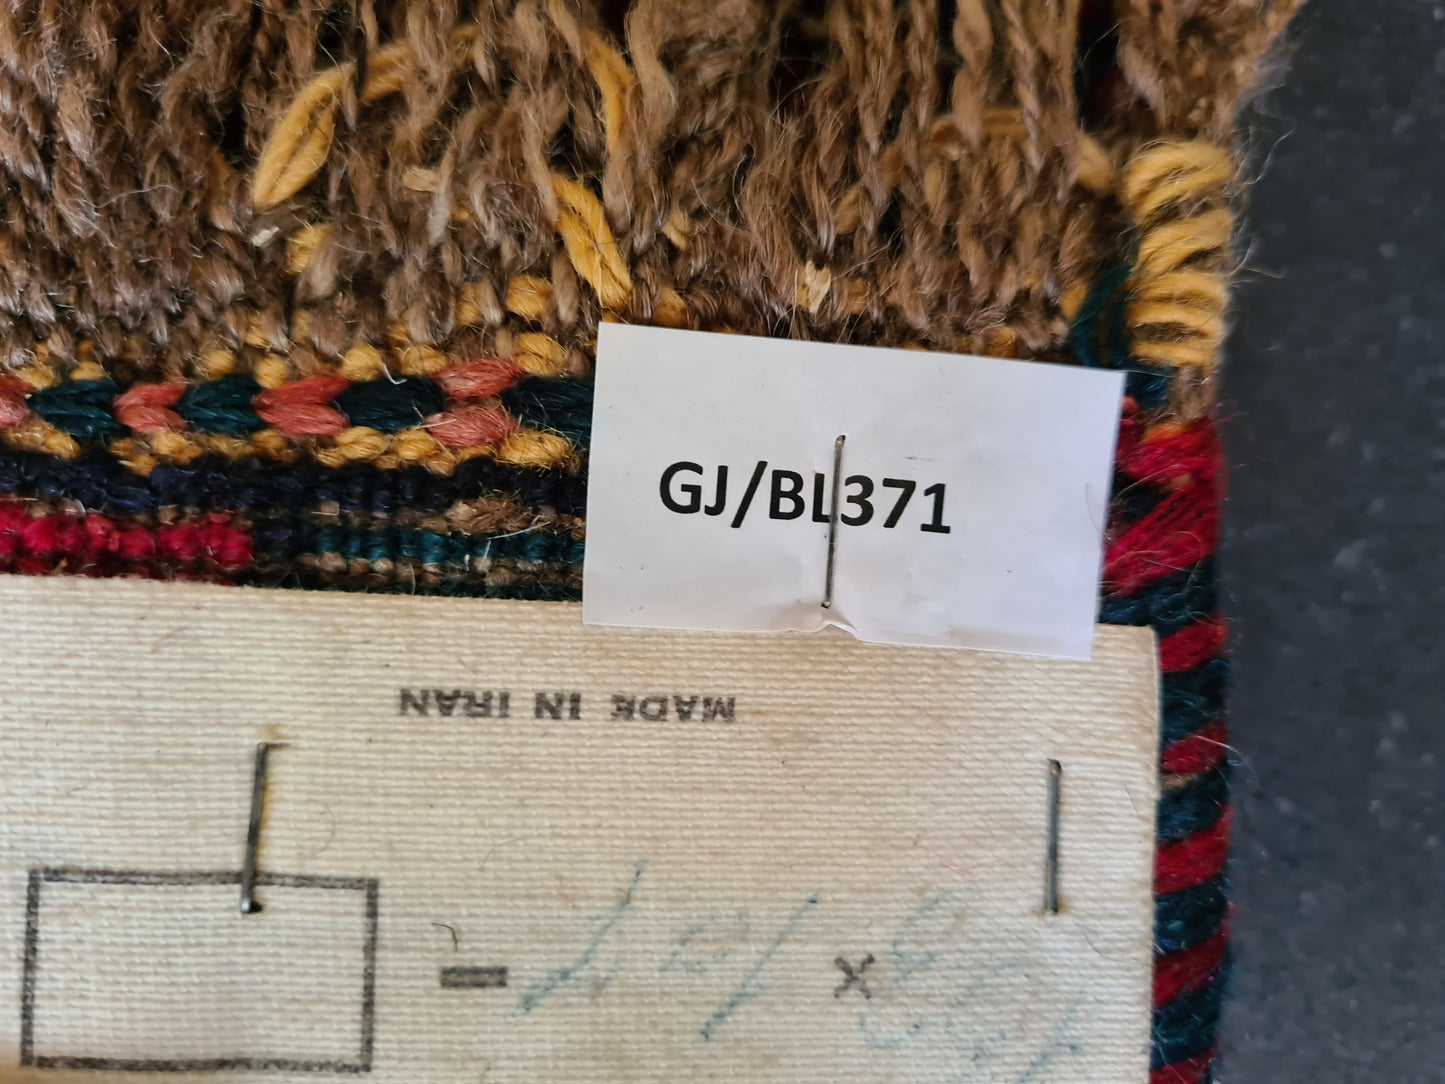 GJ/BL371
MADE IN IRAN
×
=